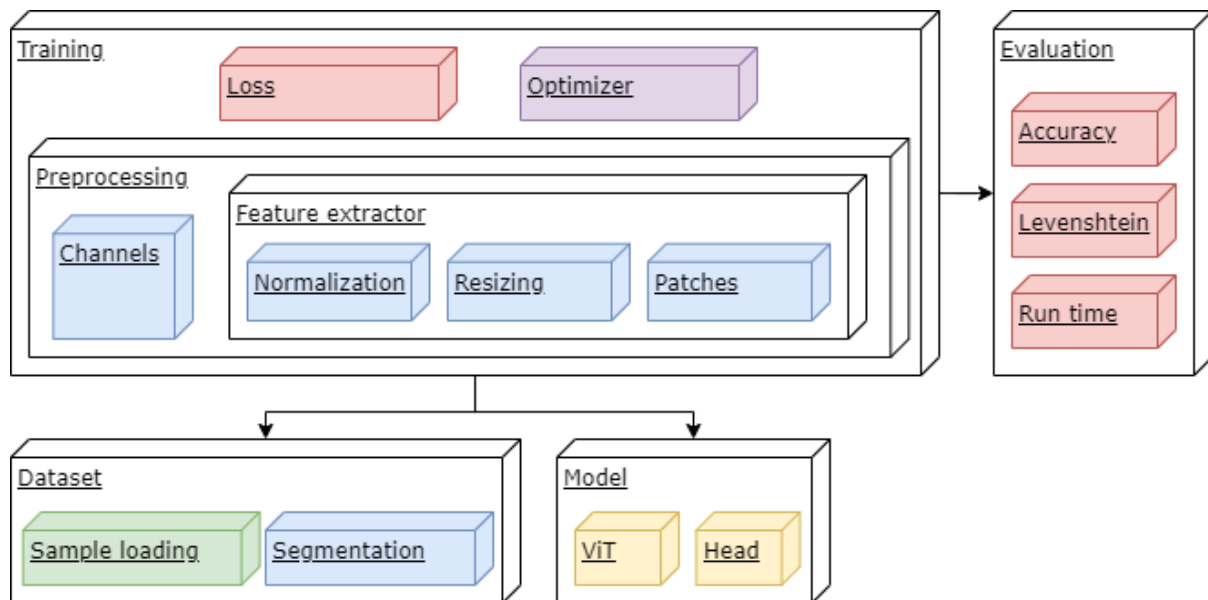 Training
Loss
Optimizer
Preprocessing
Channels
Feature extractor
Normalization
Resizing
Patches
Evaluation
Accuracy
Levenshtein
Run time
Dataset
Sample loading
Segmentation
Model
ViT
Head